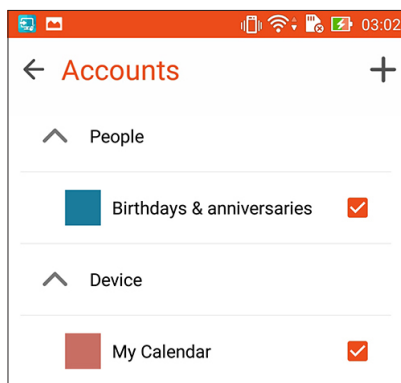 03:02
Accounts
People
Birthdays & anniversaries
Device
My Calendar